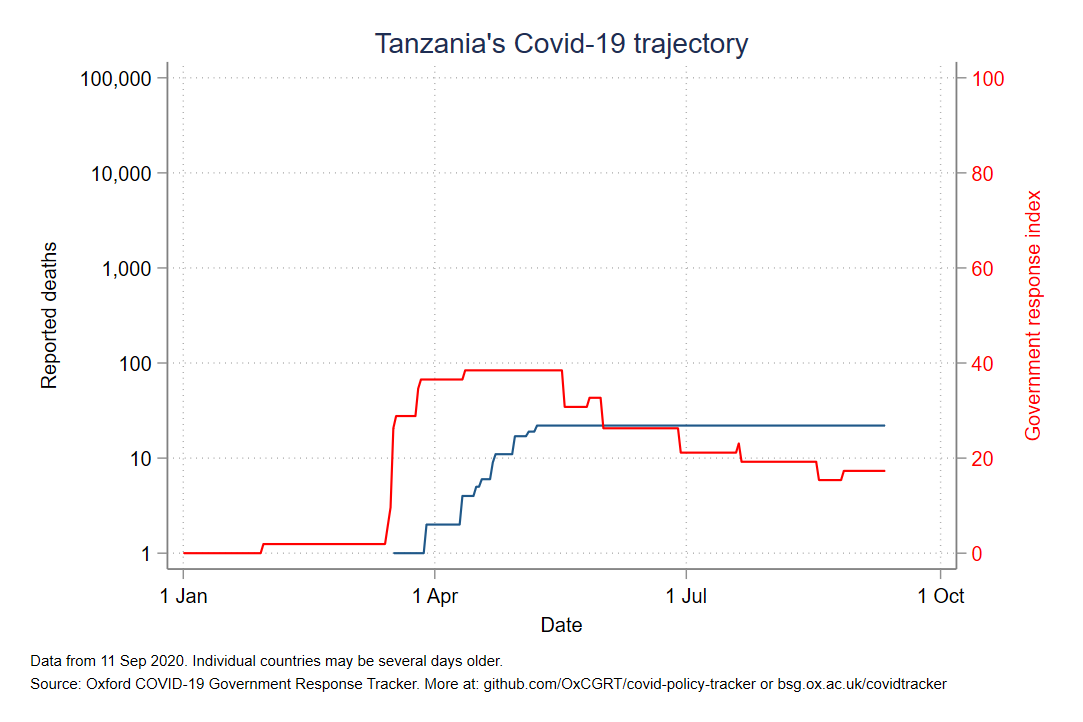 Tanzania's Covid-19 trajectory
100,000
10,000
1,000
100
10
1
Reported deaths
100
80
60
40
20
0
Government response index
1 Jan
1 Apr
1 Jul
1 Oct
Date
Data from 11 Sep 2020. Individual countries may be several days older.
Source: Oxford COVID-19 Government Response Tracker. More at: github.com/OxCGRT/covid-policy-tracker or bsg.ox.ac.uk/covidtracker